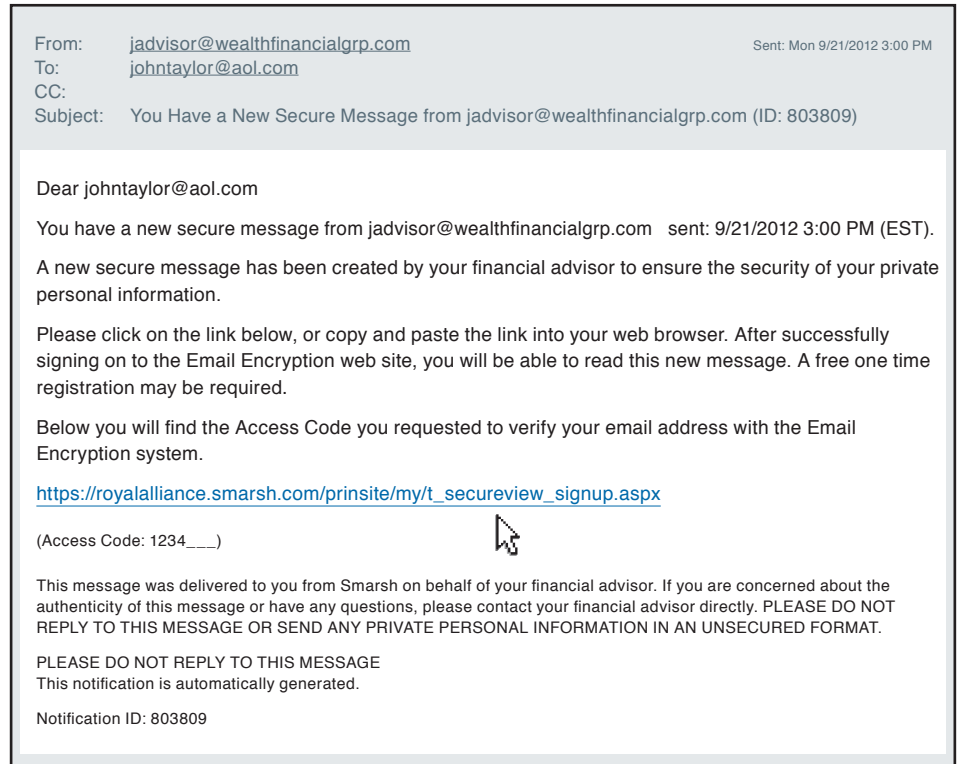 From: jadvisor@wealthfinancialgrp.com Sent: Mon 9/21/2012 3:00 PM
To: johntaylor@aol.com
CC:
Subject: You Have a New Secure Message from jadvisor@wealthfinancialgrp.com (ID: 803809)
Dear johntaylor@aol.com
You have a new secure message from jadvisor@wealthfinancialgrp.com sent: 9/21/2012 3:00 PM (EST).
A new secure message has been created by your financial advisor to ensure the security of your private
personal information.
Please click on the link below, or copy and paste the link into your web browser. After successfully
signing on to the Email Encryption web site, you will be able to read this new message. A free one time
registration may be required.
Below you will find the Access Code you requested to verify your email address with the Email
Encryption system.
https://royalalliance.smarsh.com/prinsite/my/t_secureview_signup.aspx
(Access Code: 1234___)
This message was delivered to you from Smarsh on behalf of your financial advisor. If you are concerned about the
authenticity of this message or have any questions, please contact your financial advisor directly. PLEASE DO NOT
REPLY TO THIS MESSAGE OR SEND ANY PRIVATE PERSONAL INFORMATION IN AN UNSECURED FORMAT.
PLEASE DO NOT REPLY TO THIS MESSAGE
This notification is automatically generated.
Notification ID: 803809